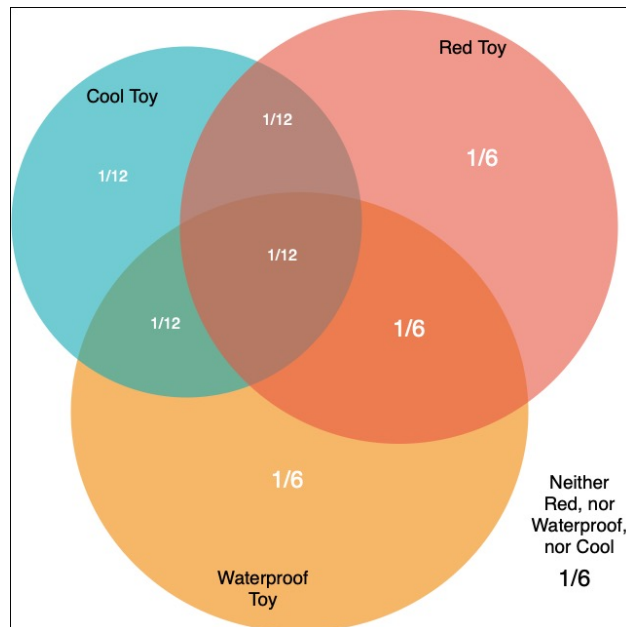 Red Toy
Cool Toy
1/12
1/6
1/12
1/12
1/12
1/6
1/6
Neither
Red, nor
Waterproof,
nor Cool
1/6
Waterproof
Toy